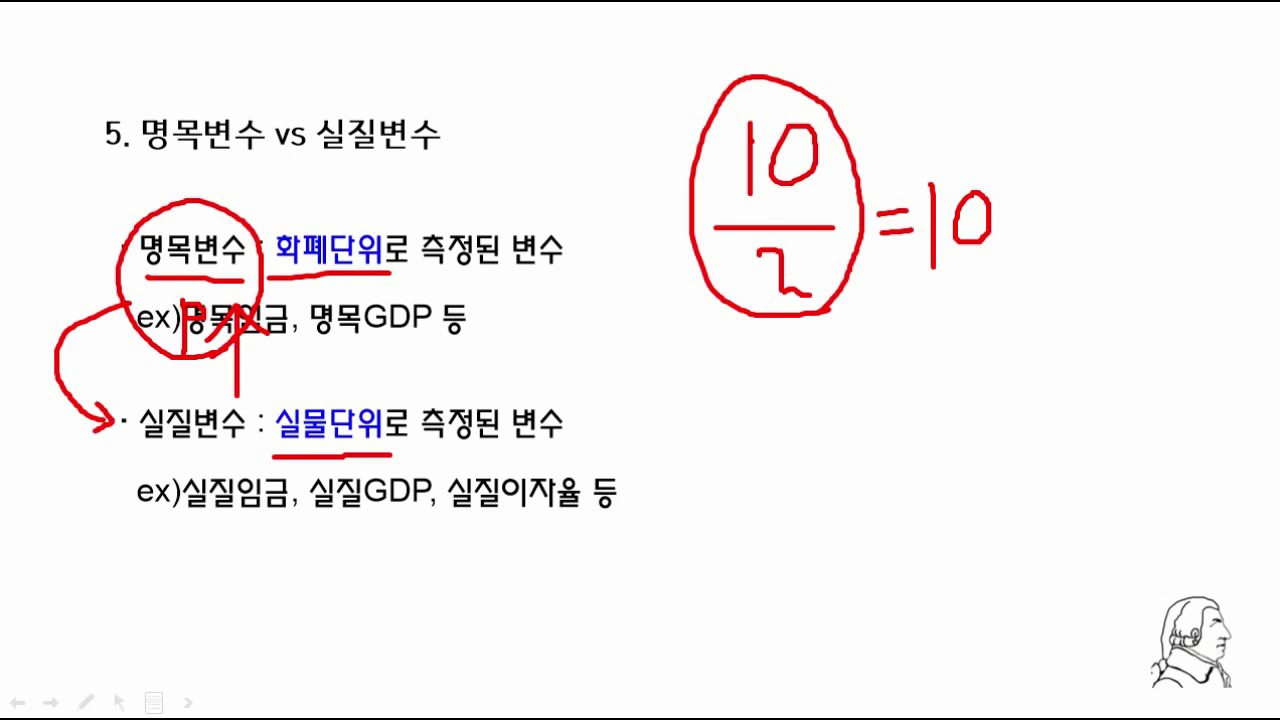 5. 명목변수 vs 실질변수
· 명목변수 : 화폐단위로 측정된 변수
ex)명목임금, 명목GDP 등
P
· 실질변수 : 실물단위로 측정된 변수
ex)실질임금, 실질GDP, 실질이자율 등
10
2
=10